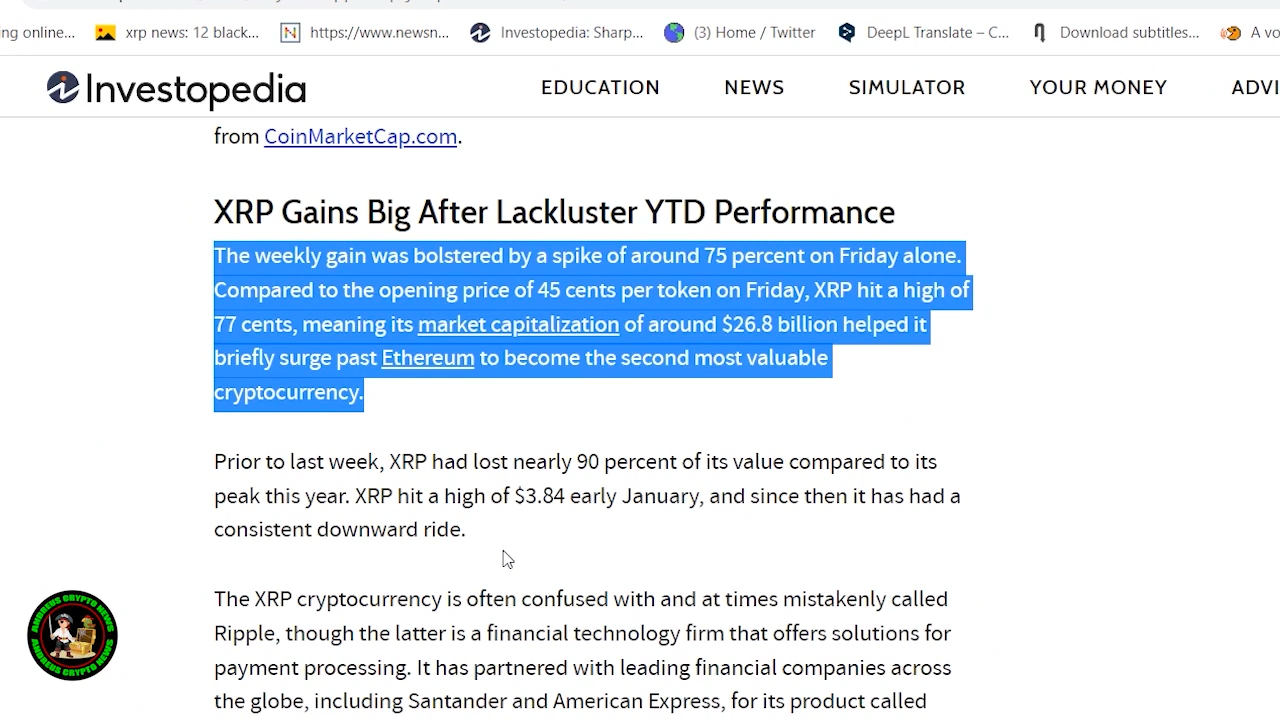 ng online... xrp news: 12 black... https://www.newsn... Investopedia: Sharp... (3) Home / Twitter DeepL Translate – C... Download subtitles... A vo
Investopedia EDUCATION NEWS SIMULATOR YOUR MONEY ADVI
from CoinMarketCap.com.
XRP Gains Big After Lackluster YTD Performance
The weekly gain was bolstered by a spike of around 75 percent on Friday alone.
Compared to the opening price of 45 cents per token on Friday, XRP hit a high of
77 cents, meaning its market capitalization of around $26.8 billion helped it
briefly surge past Ethereum to become the second most valuable
cryptocurrency.
Prior to last week, XRP had lost nearly 90 percent of its value compared to its
peak this year. XRP hit a high of $3.84 early January, and since then it has had a
consistent downward ride.
The XRP cryptocurrency is often confused with and at times mistakenly called
Ripple, though the latter is a financial technology firm that offers solutions for
payment processing. It has partnered with leading financial companies across
the globe, including Santander and American Express, for its product called
ANDREUS CRYPTO NEWS
ANDREUS CRYPTO NEWS